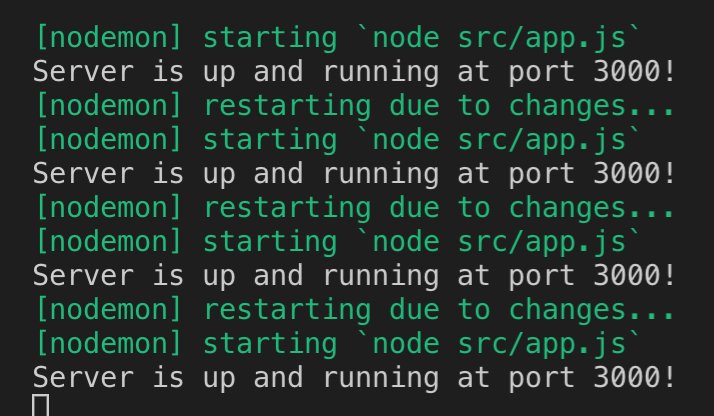 [nodemon] starting `node src/app.js`
Server is up and running at port 3000!
[nodemon] restarting due to changes...
[nodemon] starting `node src/app.js`
Server is up and running at port 3000!
[nodemon] restarting due to changes...
[nodemon] starting `node src/app.js`
Server is up and running at port 3000!
[nodemon] restarting due to changes...
[nodemon] starting `node src/app.js`
Server is up and running at port 3000!